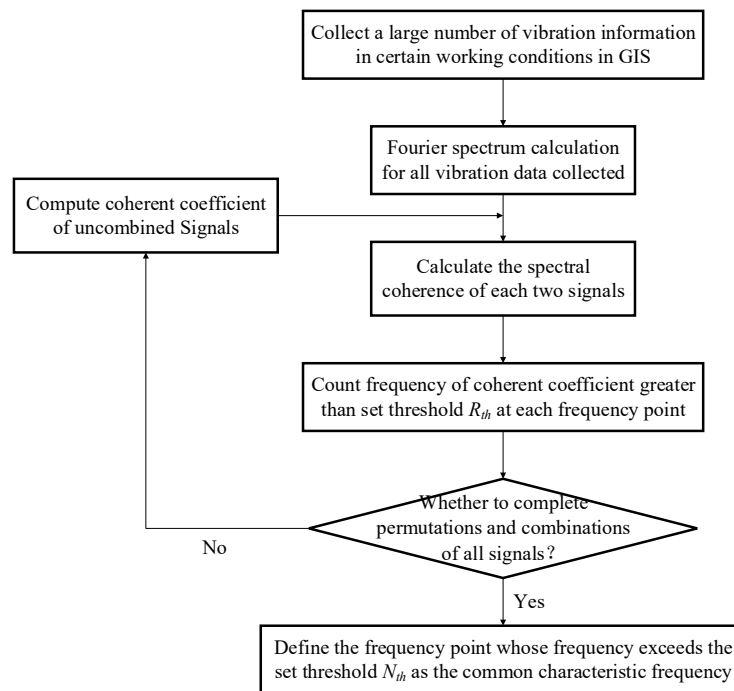 Collect a large number of vibration information
in certain working conditions in GIS
Fourier spectrum calculation
for all vibration data collected
Compute coherent coefficient
of uncombined Signals
Calculate the spectral
coherence of each two signals
Count frequency of coherent coefficient greater
than set threshold Rth at each frequency point
Whether to complete
permutations and combinations
of all signals？
No
Yes
Define the frequency point whose frequency exceeds the
set threshold Nth as the common characteristic frequency